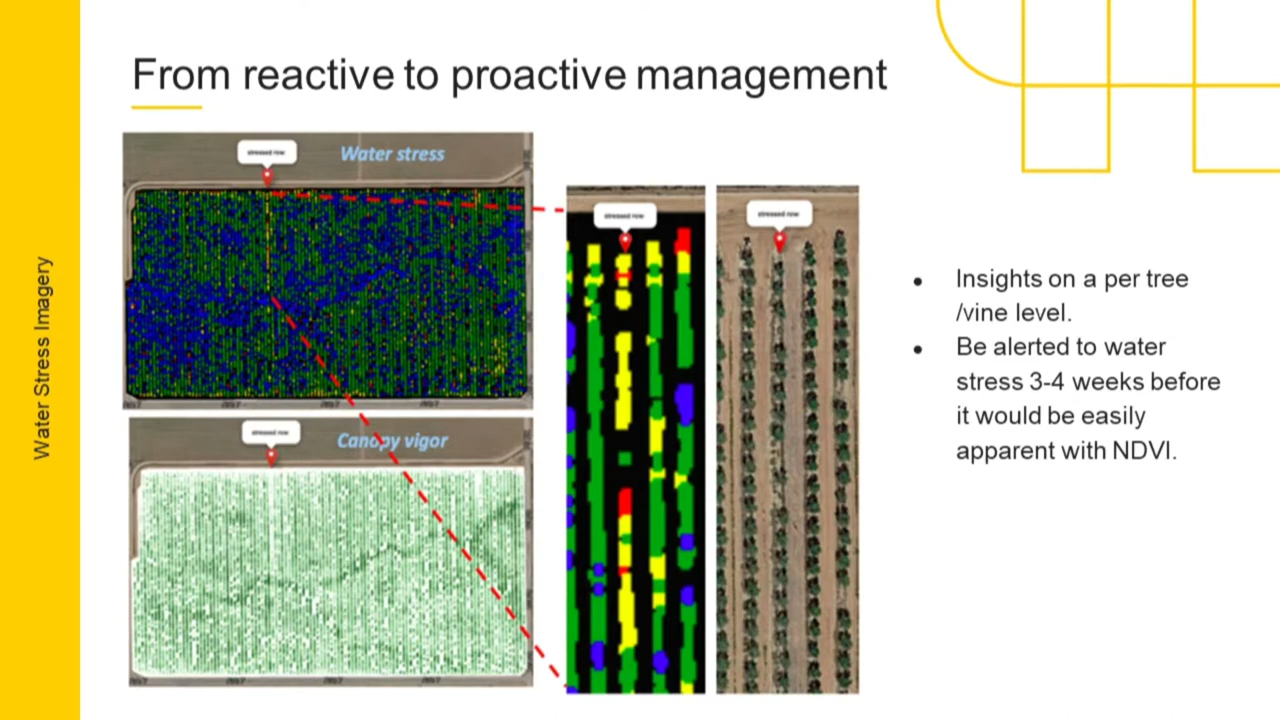 From reactive to proactive management
Water Stress Imagery
stressed row
Water stress
stressed row
Canopy vigor
stressed row
stressed row
Insights on a per tree
/vine level.
Be alerted to water
stress 3-4 weeks before
it would be easily
apparent with NDVI.